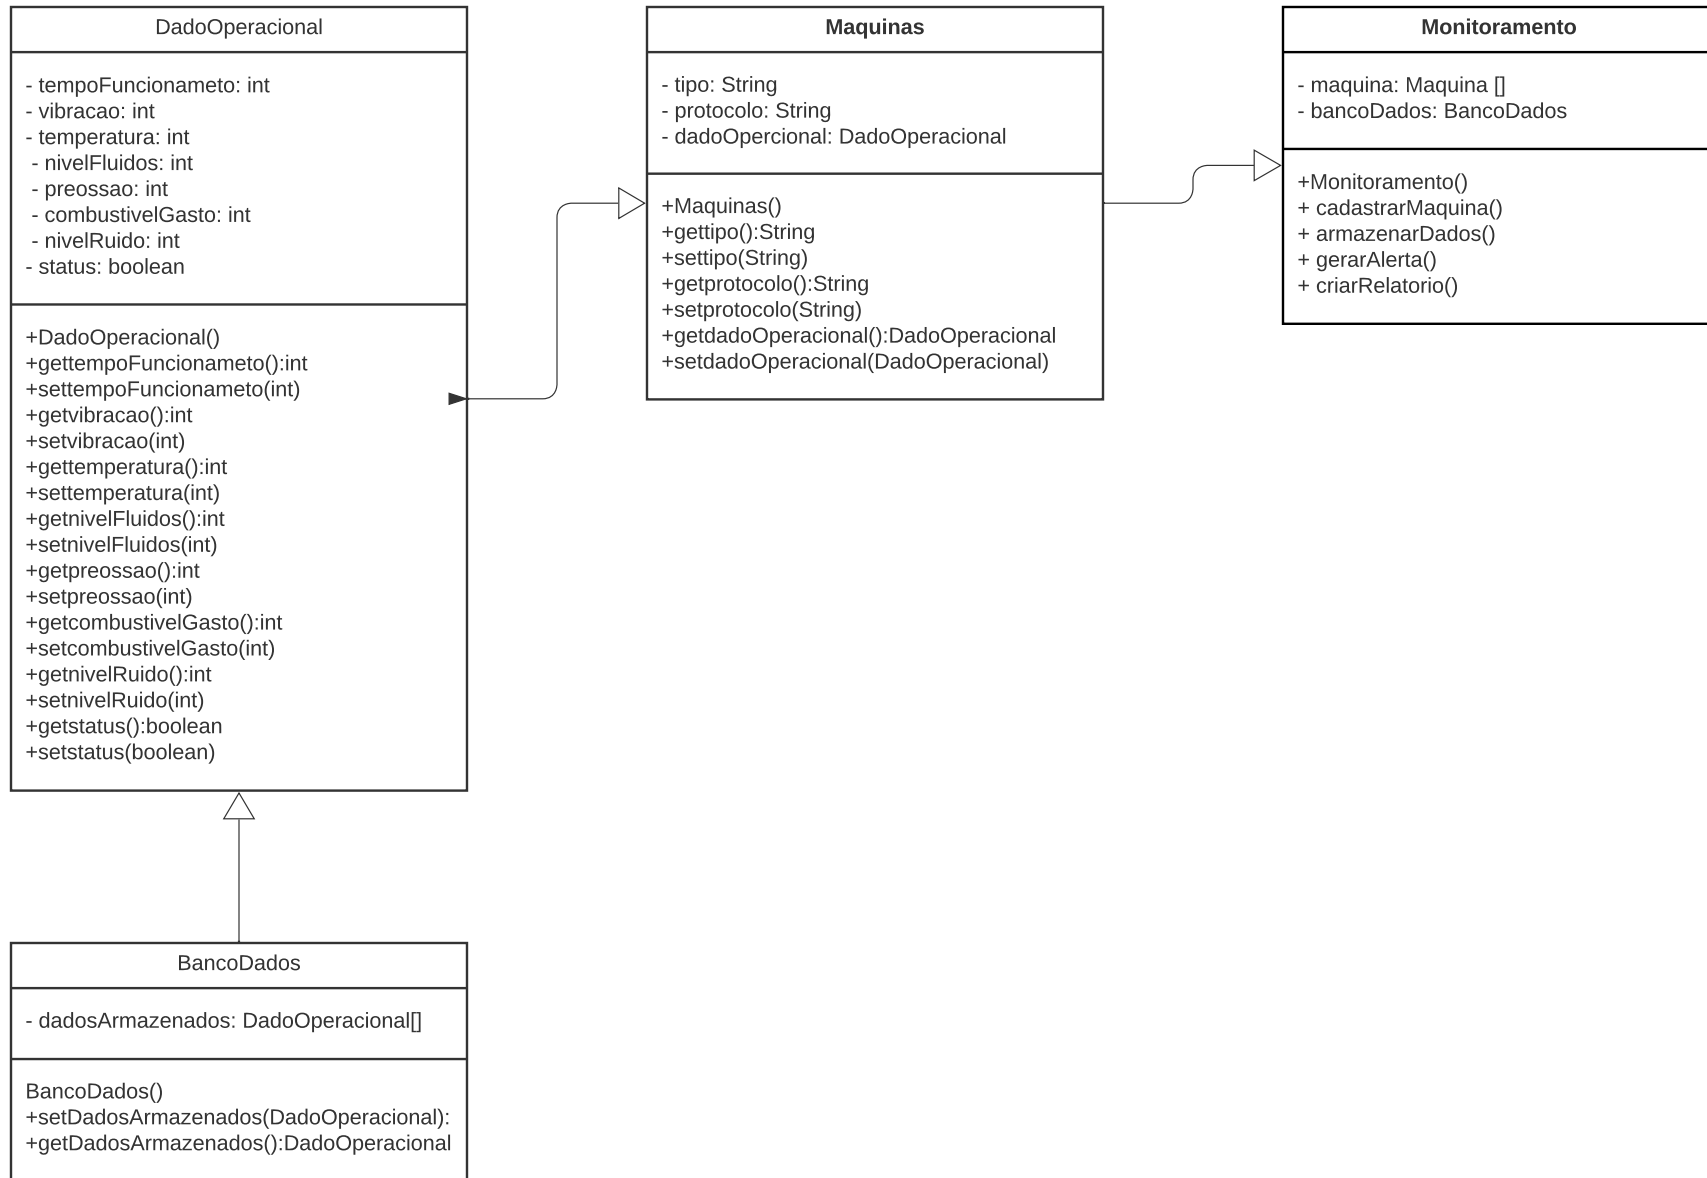 DadoOperacional
- tempoFuncionameto: int
- vibracao: int
- temperatura: int
- nivelFluidos: int
- preossao: int
- combustivelGasto: int
- nivelRuido: int
- status: boolean
+DadoOperacional()
+gettempoFuncionameto():int
+settempoFuncionameto(int)
+getvibracao():int
+setvibracao(int)
+gettemperatura():int
+settemperatura(int)
+getnivelFluidos():int
+setnivelFluidos(int)
+getpreossao():int
+setpreossao(int)
+getcombustivelGasto():int
+setcombustivelGasto(int)
+getnivelRuido():int
+setnivelRuido(int)
+getstatus():boolean
+setstatus(boolean)
Maquinas
- tipo: String
- protocolo: String
- dadoOpercional: DadoOperacional
+Maquinas()
+gettipo():String
+settipo(String)
+getprotocolo():String
+setprotocolo(String)
+getdadoOperacional():DadoOperacional
+setdadoOperacional(DadoOperacional)
Monitoramento
- maquina: Maquina []
- bancoDados: BancoDados
+Monitoramento()
+ cadastrarMaquina()
+ armazenarDados()
+ gerarAlerta()
+ criarRelatorio()
BancoDados
- dadosArmazenados: DadoOperacional[]
BancoDados()
+setDadosArmazenados(DadoOperacional):
+getDadosArmazenados():DadoOperacional